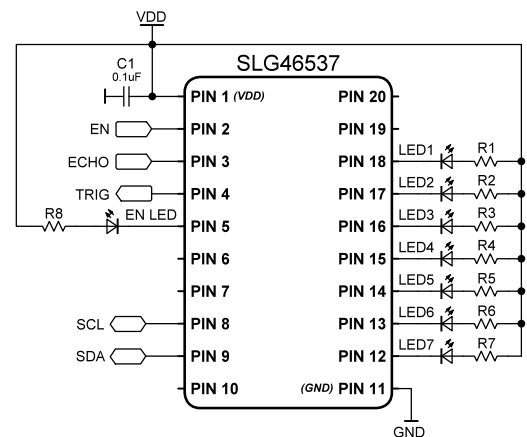 VDD
C1
0.1uF
SLG46537
PIN 1 (VDD)
PIN 20
EN
PIN 2
PIN 19
ECHO
PIN 3
PIN 18
LED1
R1
TRIG
PIN 4
PIN 17
LED2
R2
R8
EN LED
PIN 5
PIN 16
LED3
R3
PIN 6
PIN 15
LED4
R4
PIN 7
PIN 14
LED5
R5
SCL
PIN 8
PIN 13
LED6
R6
SDA
PIN 9
PIN 12
LED7
R7
PIN 10
(GND) PIN 11
GND